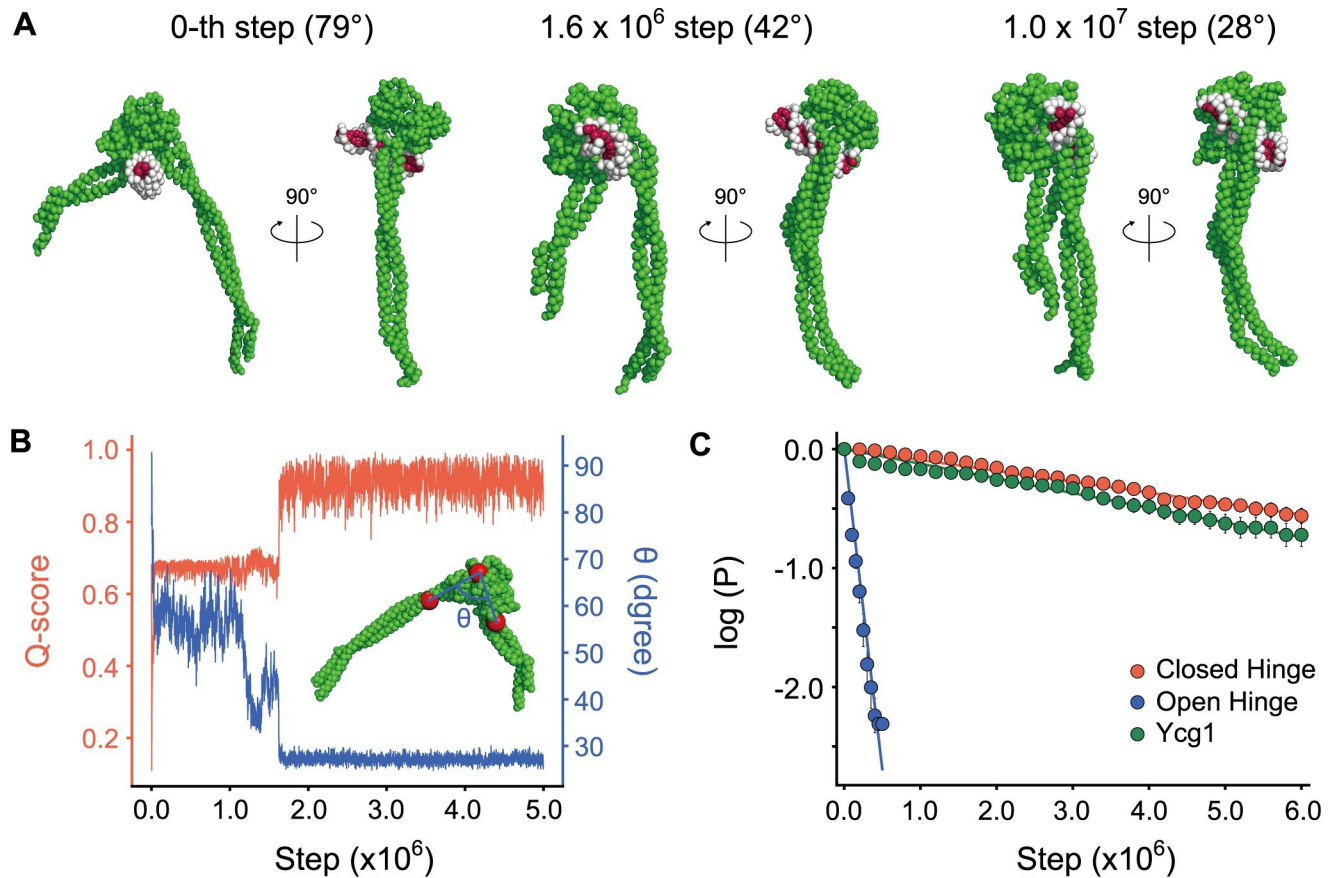 A
0-th step (79°)
1.6 x 10⁶ step (42°)
1.0 x 10⁷ step (28°)
90°
90°
90°
B
Q-score
1.0
0.8
0.6
0.4
0.2
θ
90
80
70
60
50
40
30
θ (dgree)
0.0 1.0 2.0 3.0 4.0 5.0
Step (x10⁶)
C
log (P)
0.0
-1.0
-2.0
Closed Hinge
Open Hinge
Ycg1
0.0 1.0 2.0 3.0 4.0 5.0 6.0
Step (x10⁶)